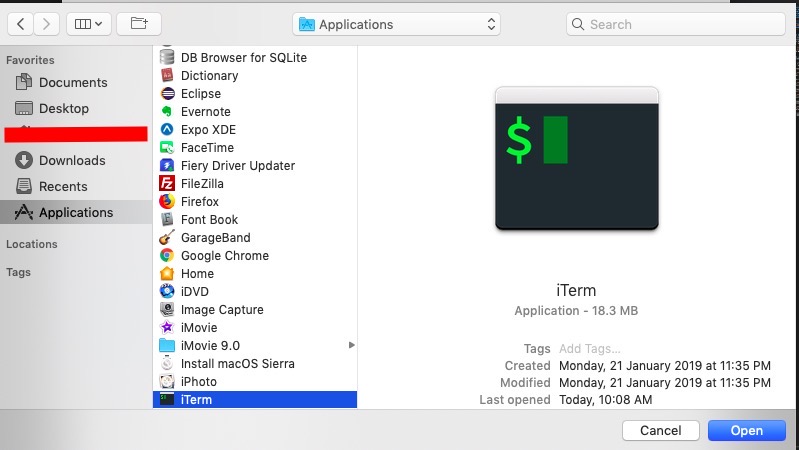 Applications
Search
Favorites
Documents
Desktop
Downloads
Recents
Applications
Locations
Tags
DB Browser for SQLite
Dictionary
Eclipse
Evernote
Expo XDE
FaceTime
Fiery Driver Updater
FileZilla
Firefox
Font Book
GarageBand
Google Chrome
Home
iDVD
Image Capture
iMovie
iMovie 9.0
Install macOS Sierra
iPhoto
iTerm
$
iTerm
Application - 18.3 MB
Tags Add Tags...
Created Monday, 21 January 2019 at 11:35 PM
Modified Monday, 21 January 2019 at 11:35 PM
Last opened Today, 10:08 AM
Cancel Open